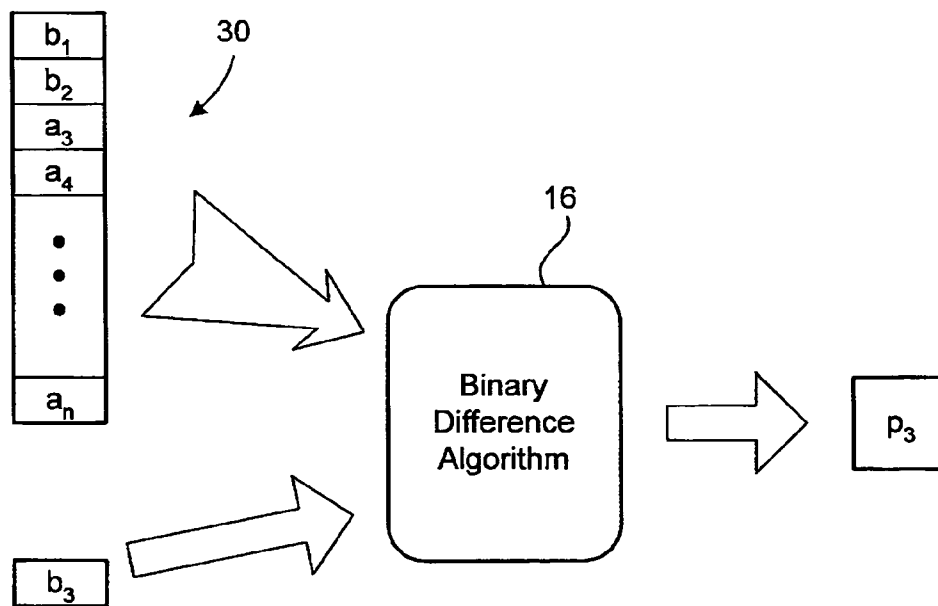 b₁
b₂
a₃
a₄
aₙ
30
16
Binary
Difference
Algorithm
p₃
b₃